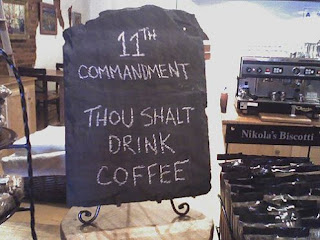 11TH
COMMANDMENT
THOU SHALT
DRINK
COFFEE
Nikola's Biscotti